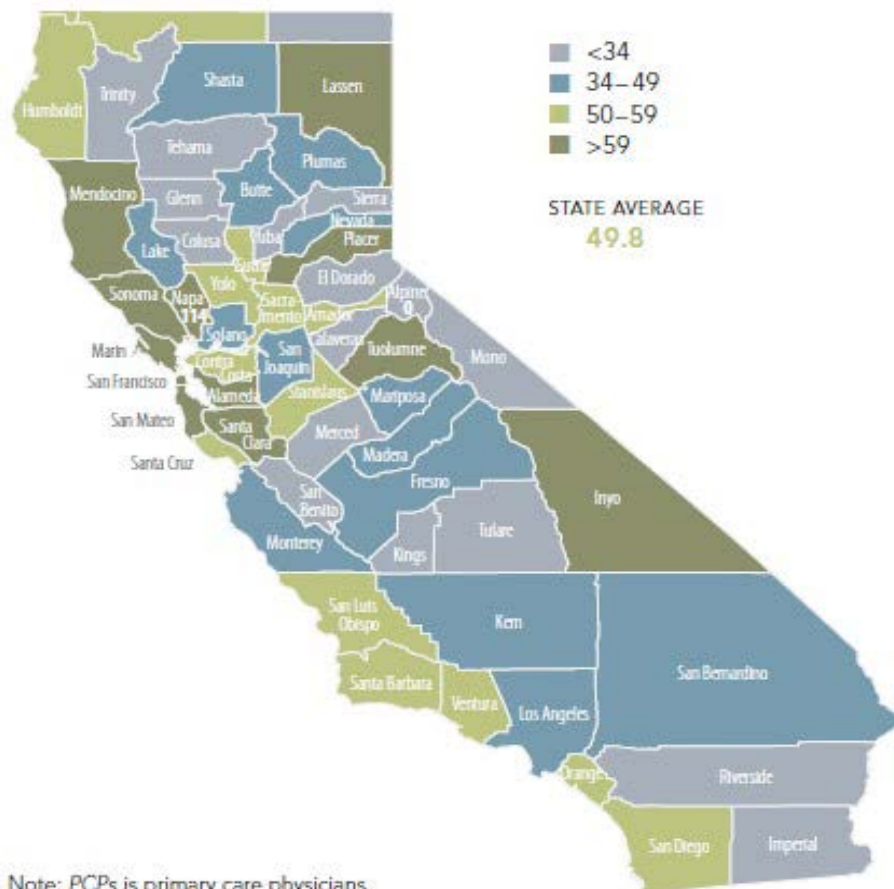 <34
34–49
50–59
>59
STATE AVERAGE
49.8
Humboldt
Trinity
Shasta
Lassen
Tehama
Plumas
Mendocino
Glenn
Butte
Sierra
Nevada
Colusa
Yuba
Placer
Lake
Sutter
El Dorado
Yolo
Sonoma
Napa
114
Sacra-
mento
Amador
Alpine
0
Solano
Calaveras
Mono
Marin
Contra
Costa
San
Joaquin
Tuolumne
San Francisco
Alameda
Stanislaus
Mariposa
San Mateo
Santa
Clara
Merced
Santa Cruz
Madera
Fresno
San
Benito
Inyo
Monterey
Kings
Tulare
San Luis
Obispo
Kern
San Bernardino
Santa Barbara
Ventura
Los Angeles
Orange
Riverside
San Diego
Imperial
Note: PCPs is primary care physicians.